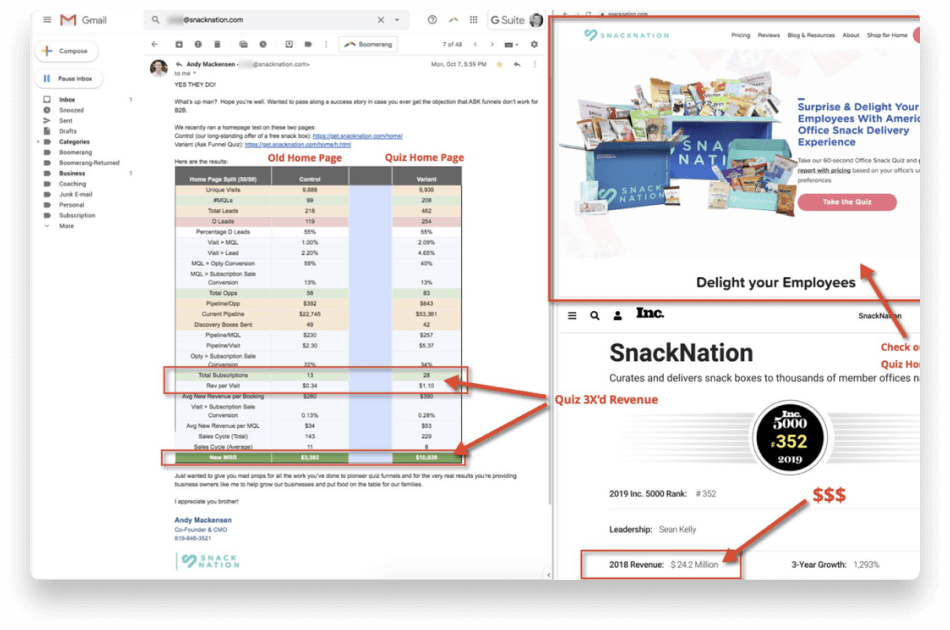 Gmail
@snacknation.com
G Suite
Compose
Pause Inbox
Inbox 1
Snoozed
Sent
Drafts
Categories
Boomerang
Boomerang-Returned
Business 1
Coaching
Junk E-mail
Personal
Subscription
More
Boomerang
7 of 48
Andy Mackensen @snacknation.com>
Mon, Oct 7, 5:59 PM
to me
YES THEY DO!
What's up man? Hope you're well. Wanted to pass along a success story in case you ever get the objection that ASK funnels don't work for
B2B.
We recently ran a homepage test on these two pages:
Control (our long-standing offer of a free snack box): https://get.snacknation.com/home/
Variant (Ask Funnel Quiz): https://get.snacknation.com/home/h.html
Here are the results:
Old Home Page
Quiz Home Page
Home Page Split (50/50) Control Variant
Unique Visits
#MQLs 99 208
Total Leads 218 462
D Leads 119 254
Percentage D Leads 55% 55%
Visit > MQL 1.00% 2.09%
Visit > Lead 2.20% 4.65%
MQL > Opty Conversion 59% 40%
MQL > Subscription Sale
Conversion 13% 13%
Total Opps 58 83
Pipeline/Opp $392 $643
Current Pipeline $22,745 $53,361
Discovery Boxes Sent 49 42
Pipeline/MQL $230 $257
Pipeline/Visit $2.30 $5.37
Opty > Subscription Sale
Conversion 22% 34%
Total Subscriptions 13 28
Rev per Visit $0.34 $1.10
Avg New Revenue per Booking $260 $390
Visit > Subscription Sale
Conversion 0.13% 0.28%
Avg New Revenue per MQL $34 $53
Sales Cycle (Total) 143 229
Sales Cycle (Average) 11 8
New MRR
Just wanted to give you mad props for all the work you've done to pioneer quiz funnels and for the very real results you're providing
business owners like me to help grow our businesses and put food on the table for our families.
I appreciate you brother!
Andy Mackensen
Co-Founder & CMO
619-846-3521
SNACK
NATION
snacknation.com
SNACKNATION
Pricing Reviews Blog & Resources About Shop for Home
SNACK
NATION
Surprise & Delight Your
Employees With Americ
Office Snack Delivery
Experience
Take our 60-second Office Snack Quiz and
report with pricing based on your office's u
preferences
Take the Quiz
Delight your Employees
Inc.
SnackNation
Check o
Quiz Ho
SnackNation
Curates and delivers snack boxes to thousands of member offices n
Quiz 3X'd Revenue
Inc.
5000
#352
2019
2019 Inc. 5000 Rank: # 352
$$$
Leadership: Sean Kelly
2018 Revenue: $ 24.2 Million
3-Year Growth: 1,293%